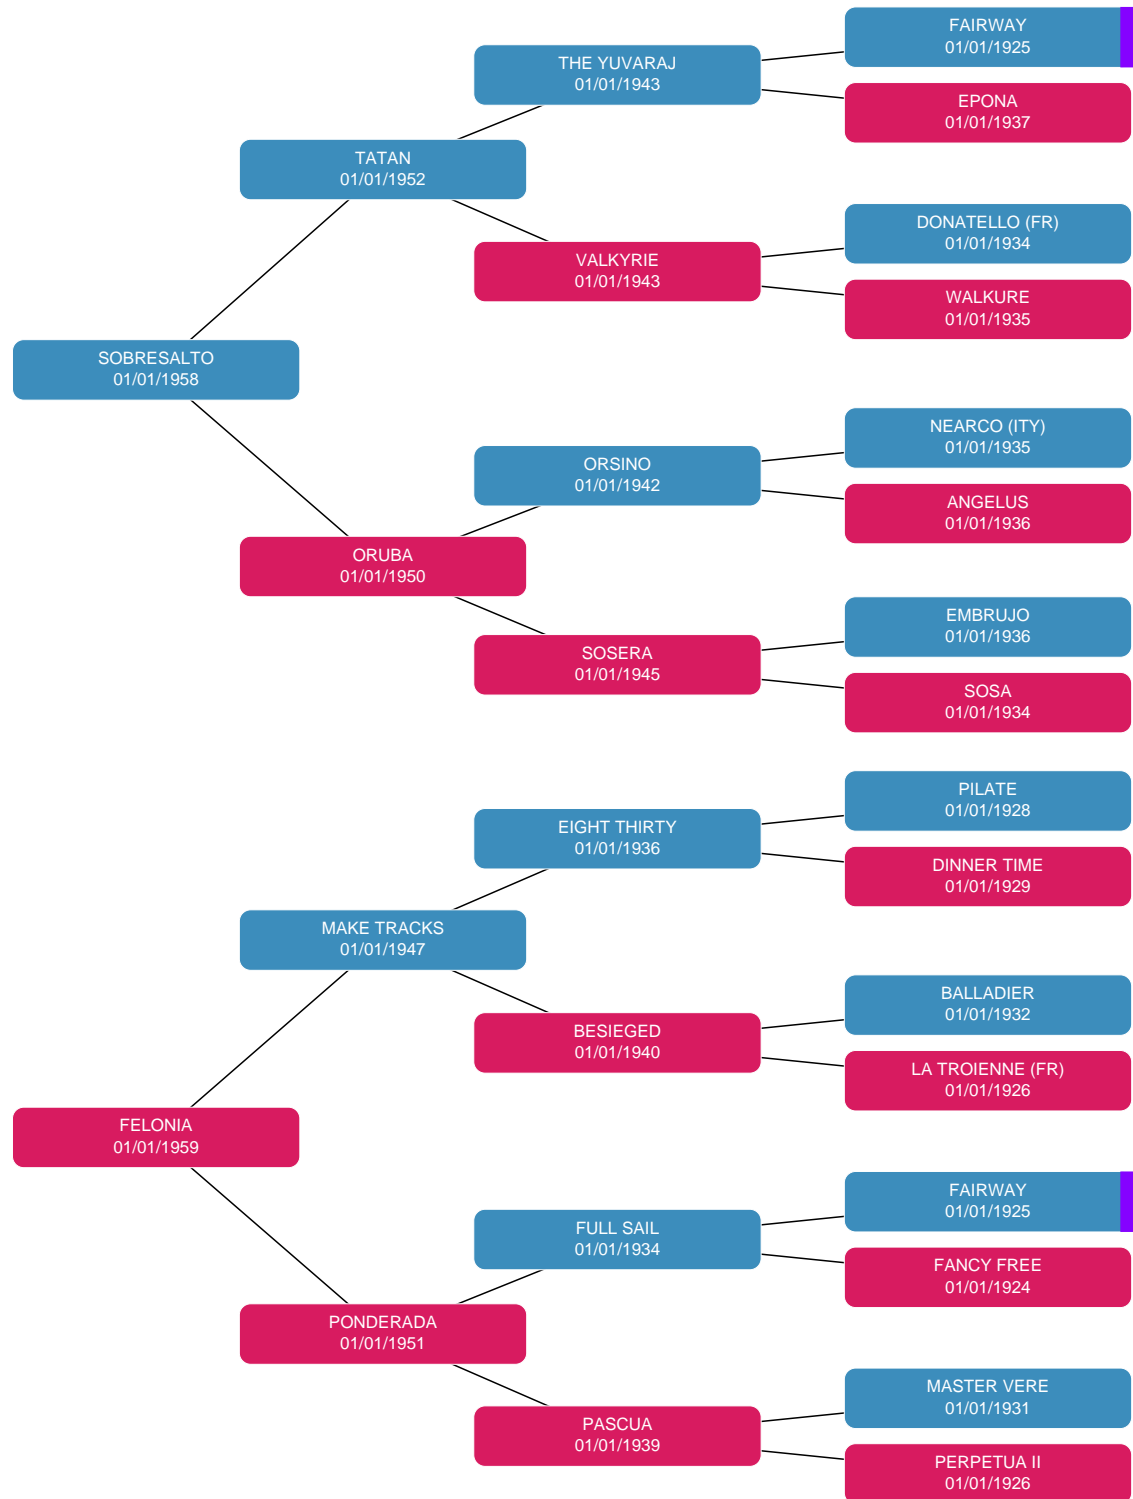 FAIRWAY
01/01/1925
THE YUVARAJ
01/01/1943
EPONA
01/01/1937
TATAN
01/01/1952
DONATELLO (FR)
01/01/1934
VALKYRIE
01/01/1943
WALKURE
01/01/1935
SOBRESALTO
01/01/1958
NEARCO (ITY)
01/01/1935
ORSINO
01/01/1942
ANGELUS
01/01/1936
ORUBA
01/01/1950
EMBRUJO
01/01/1936
SOSERA
01/01/1945
SOSA
01/01/1934
PILATE
01/01/1928
EIGHT THIRTY
01/01/1936
DINNER TIME
01/01/1929
MAKE TRACKS
01/01/1947
BALLADIER
01/01/1932
BESIEGED
01/01/1940
LA TROIENNE (FR)
01/01/1926
FELONIA
01/01/1959
FAIRWAY
01/01/1925
FULL SAIL
01/01/1934
FANCY FREE
01/01/1924
PONDERADA
01/01/1951
MASTER VERE
01/01/1931
PASCUA
01/01/1939
PERPETUA II
01/01/1926